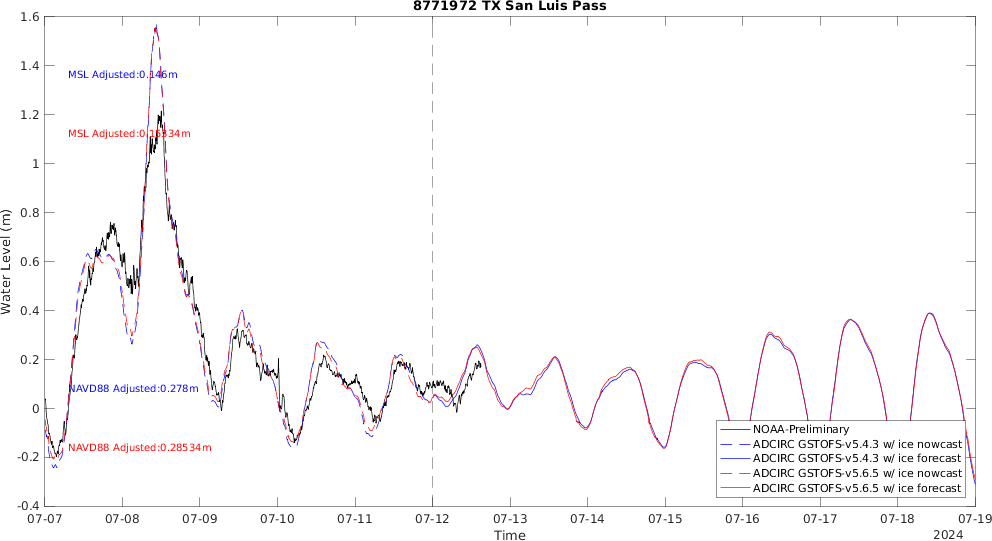 8771972 TX San Luis Pass
1.6
1.4
1.2
1
0.8
0.6
0.4
0.2
0
-0.2
-0.4
Water Level (m)
MSL Adjusted:0.146m
MSL Adjusted:0.15334m
NAVD88 Adjusted:0.278m
NAVD88 Adjusted:0.28534m
NOAA-Preliminary
ADCIRC GSTOFS-v5.4.3 w/ ice nowcast
ADCIRC GSTOFS-v5.4.3 w/ ice forecast
ADCIRC GSTOFS-v5.6.5 w/ ice nowcast
ADCIRC GSTOFS-v5.6.5 w/ ice forecast
07-07 07-08 07-09 07-10 07-11 07-12 07-13 07-14 07-15 07-16 07-17 07-18 07-19
Time
2024